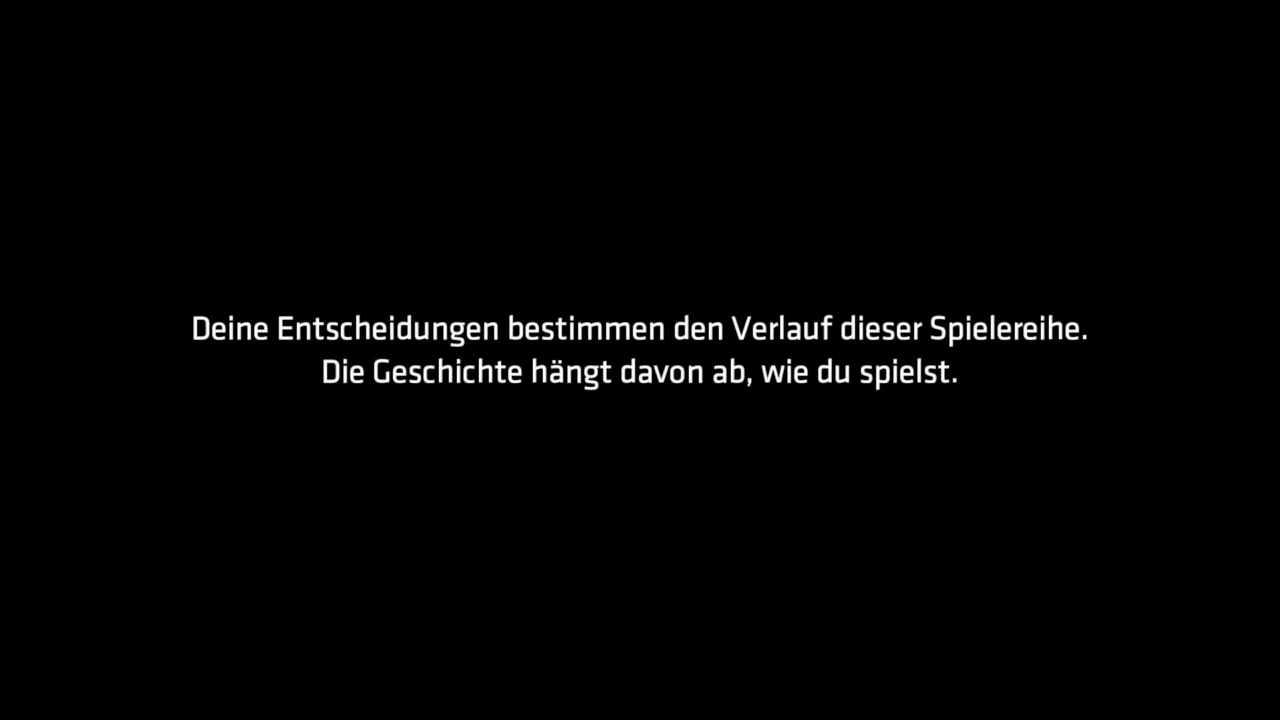 Deine Entscheidungen bestimmen den Verlauf dieser Spielereihe.
Die Geschichte hängt davon ab, wie du spielst.